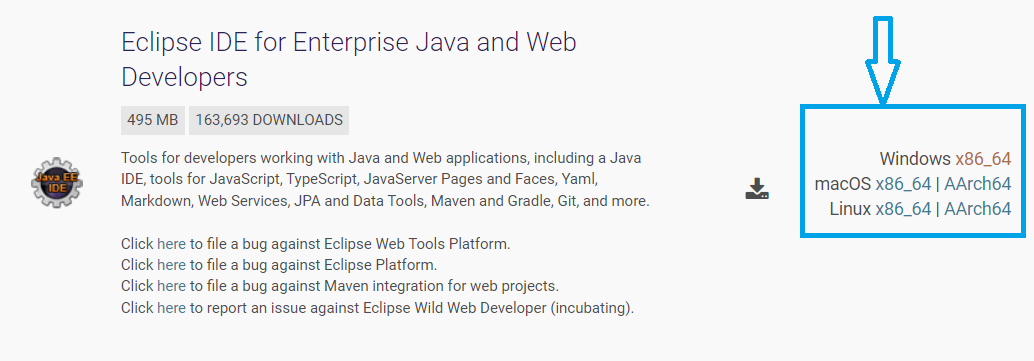 Eclipse IDE for Enterprise Java and Web
Developers
495 MB 163,693 DOWNLOADS
Java EE
IDE
Tools for developers working with Java and Web applications, including a Java
IDE, tools for JavaScript, TypeScript, JavaServer Pages and Faces, Yaml,
Markdown, Web Services, JPA and Data Tools, Maven and Gradle, Git, and more.
Click here to file a bug against Eclipse Web Tools Platform.
Click here to file a bug against Eclipse Platform.
Click here to file a bug against Maven integration for web projects.
Click here to report an issue against Eclipse Wild Web Developer (incubating).
Windows x86_64
macOS x86_64 | AArch64
Linux x86_64 | AArch64